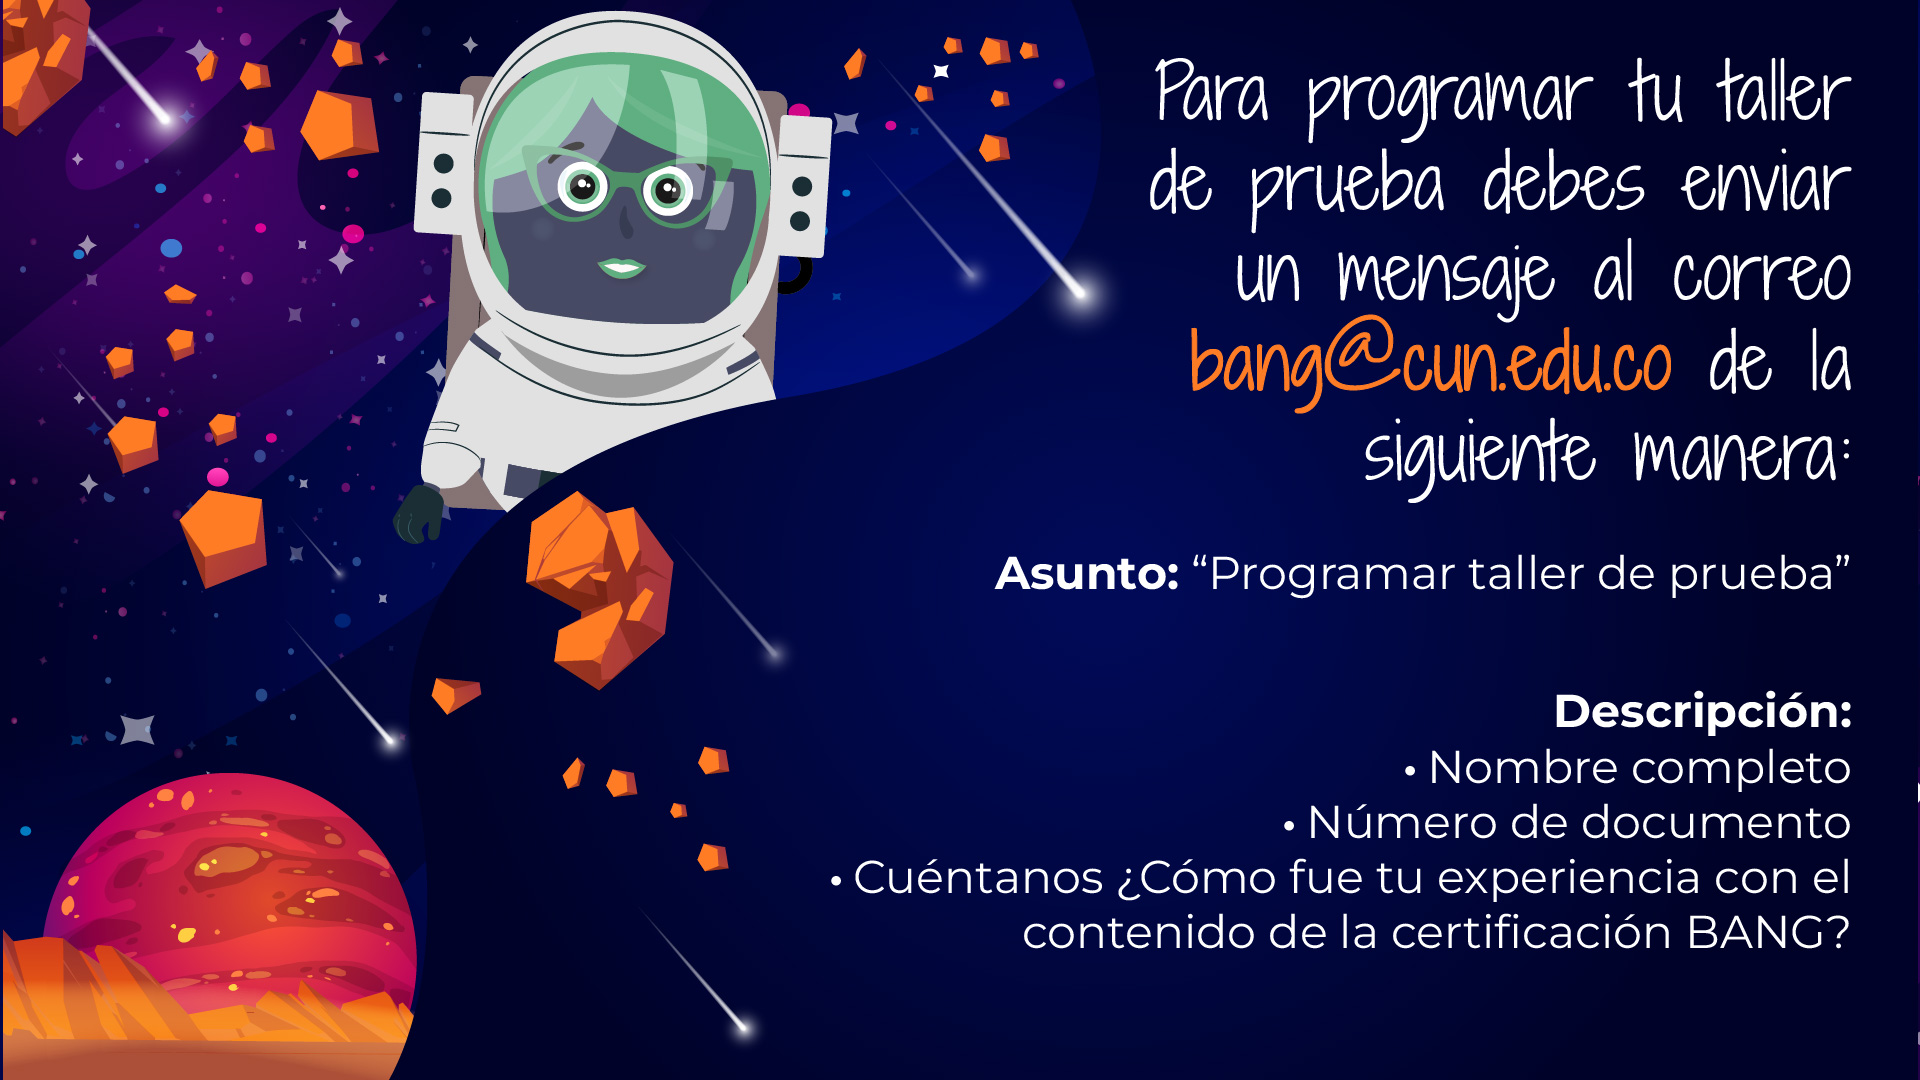 Para programar tu taller
de prueba debes enviar
un mensaje al correo
bang@cun.edu.co de la
siguiente manera:
Asunto: “Programar taller de prueba”
Descripción:
• Nombre completo
• Número de documento
• Cuéntanos ¿Cómo fue tu experiencia con el
contenido de la certificación BANG?